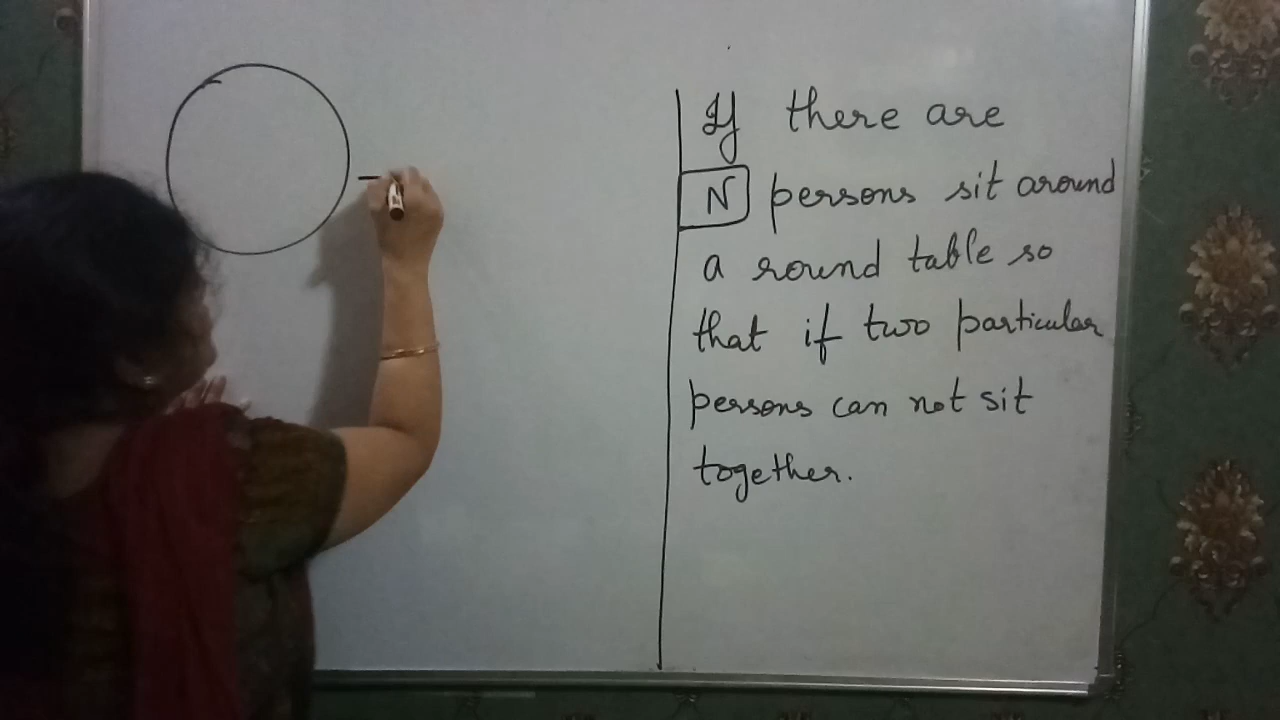 If there are
N persons sit around
a round table so
that if two particular
persons can not sit
together.